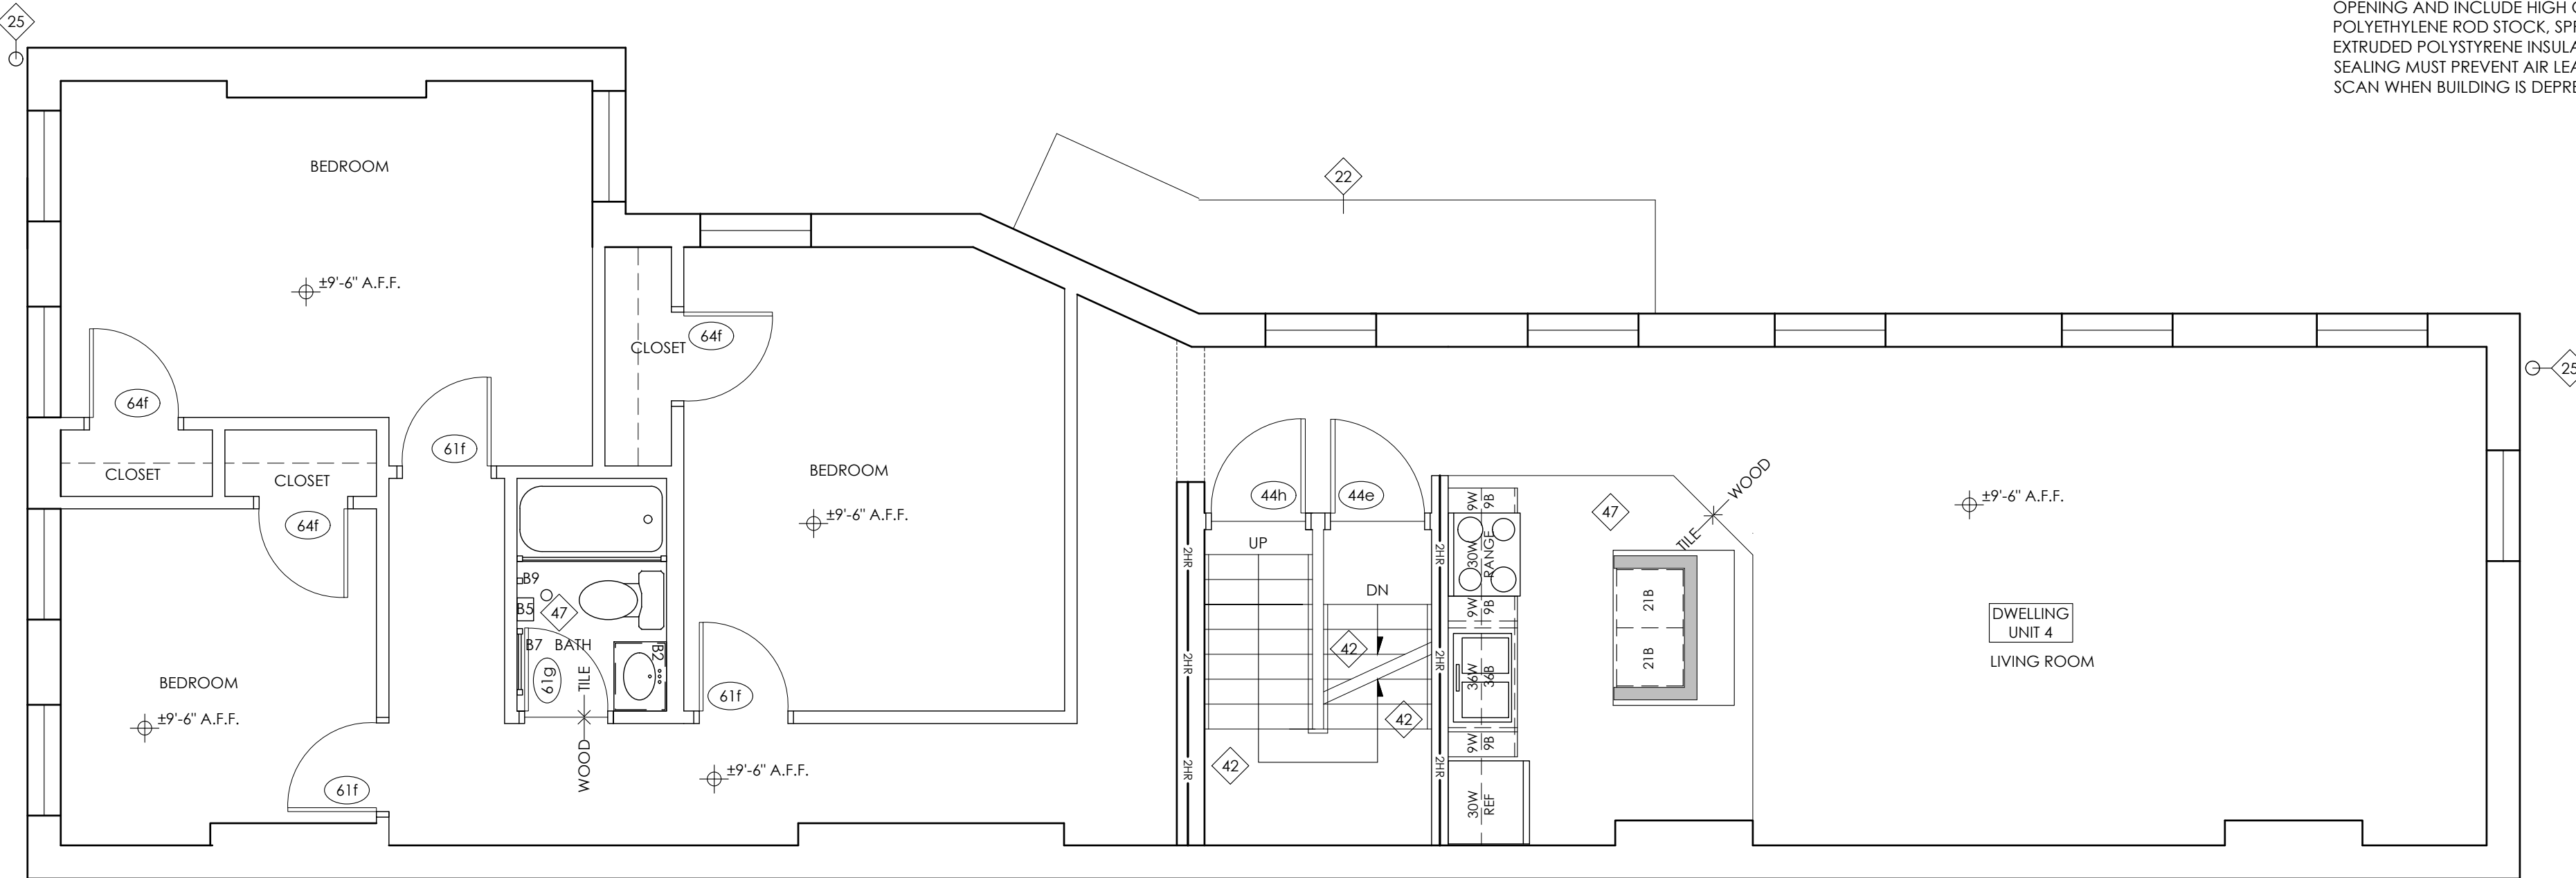 OPENING AND INCLUDE HIGH
POLYETHYLENE ROD STOCK,
EXTRUDED POLYSTYRENE
SEALING MUST PREVENT AIR
SCAN WHEN BUILDING IS
25
22
25
BEDROOM
±9'-6" A.F.F.
64f
CLOSET
64f
61f
CLOSET
CLOSET
64f
BEDROOM
±9'-6" A.F.F.
BEDROOM
±9'-6" A.F.F.
61f
B9
B5
47
B7 BATH
B2
61g
TILE
WOOD
61f
±9'-6" A.F.F.
44h
44e
UP
DN
42
42
42
2HR
2HR
2HR
2HR
2HR
2HR
9W
9B
30W
RANGE
9W
9B
36W
36B
9W
9B
30W
REF
47
TILE
WOOD
21B
21B
±9'-6" A.F.F.
DWELLING
UNIT 4
LIVING ROOM